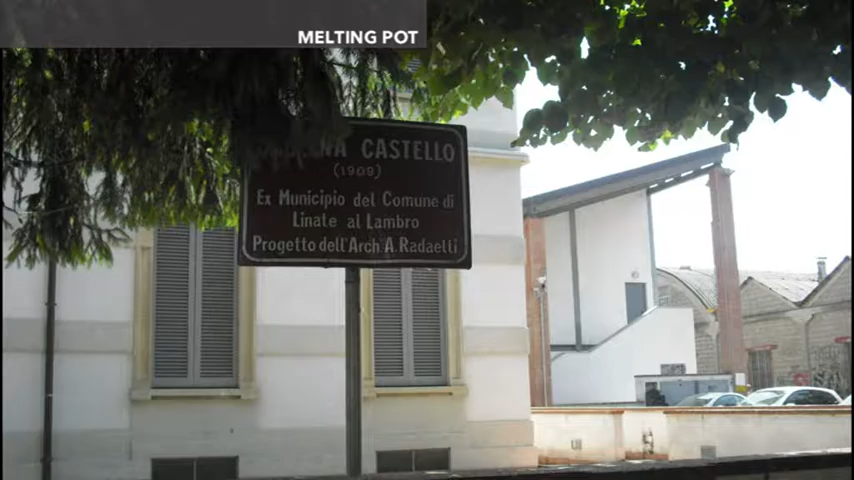 MELTING POT
CASTELLO
(1909)
Ex Municipio del Comune di
Linate al Lambro
Progetto dell'Arch A. Radaelli